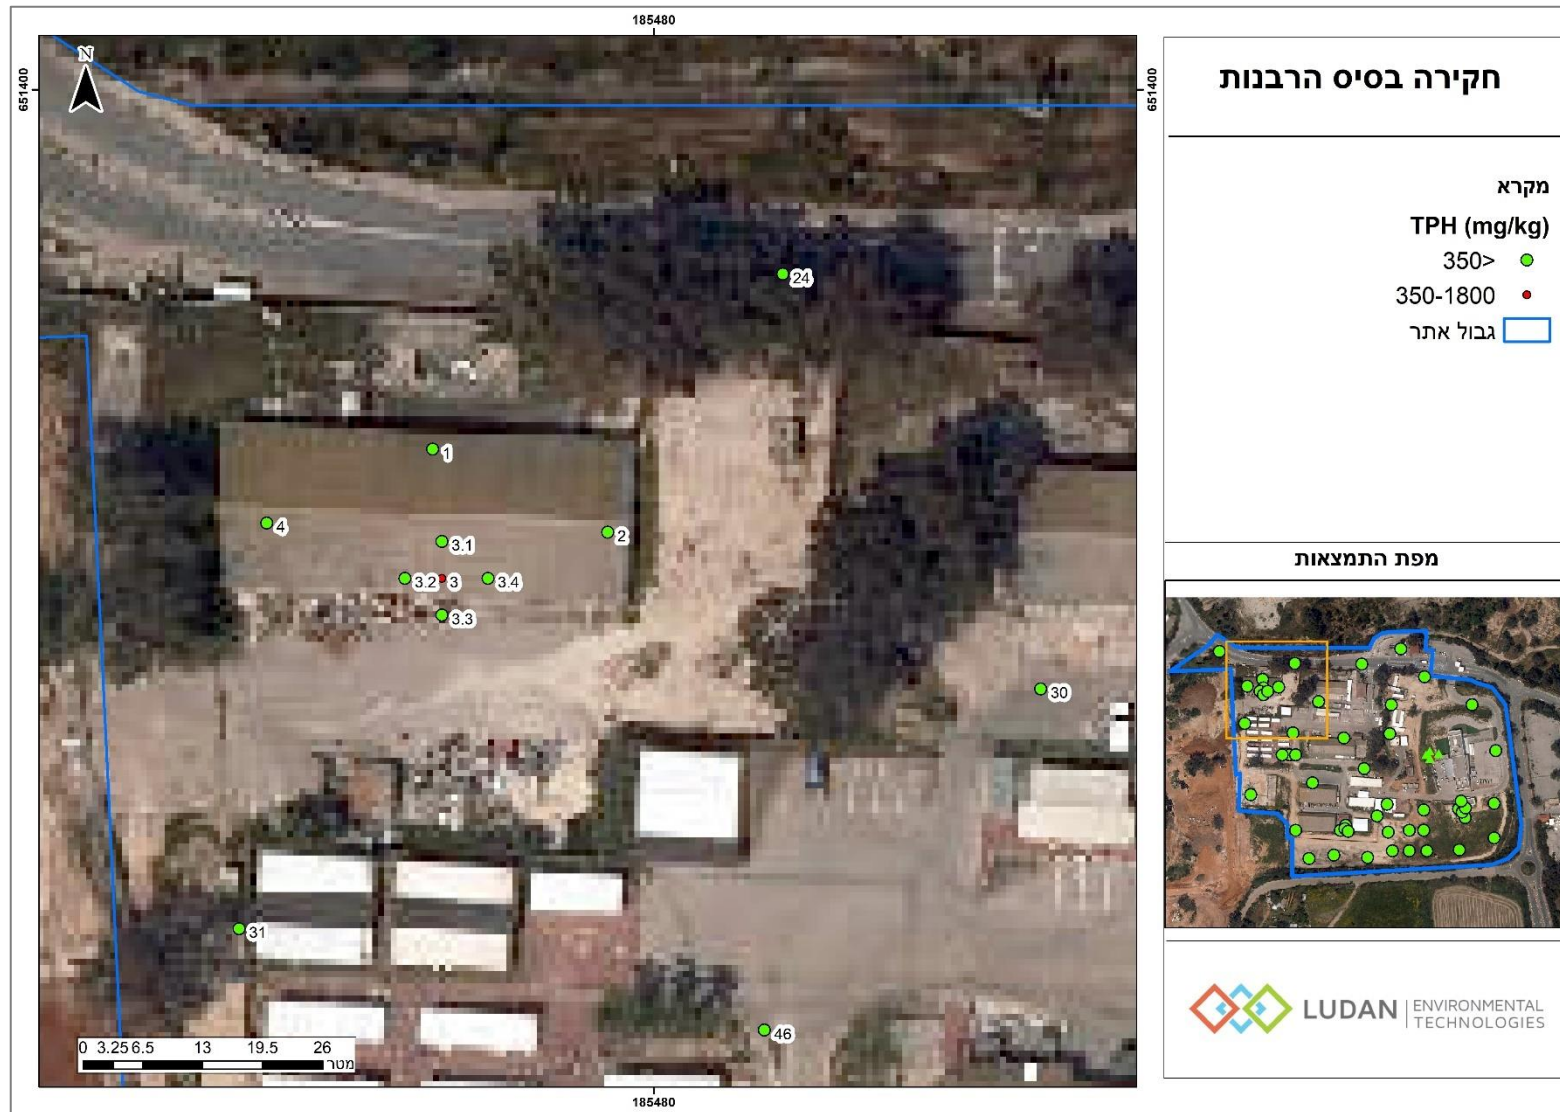 185480
651400
651400
N
24
1
4
2
3.1
3.2
3
3.4
3.3
30
31
46
0 3.25 6.5 13 19.5 26
מטר
185480
חקירה בסיס הרבנות
מקרא
TPH (mg/kg)
350>
350-1800
גבול אתר
מפת התמצאות
LUDAN
ENVIRONMENTAL
TECHNOLOGIES